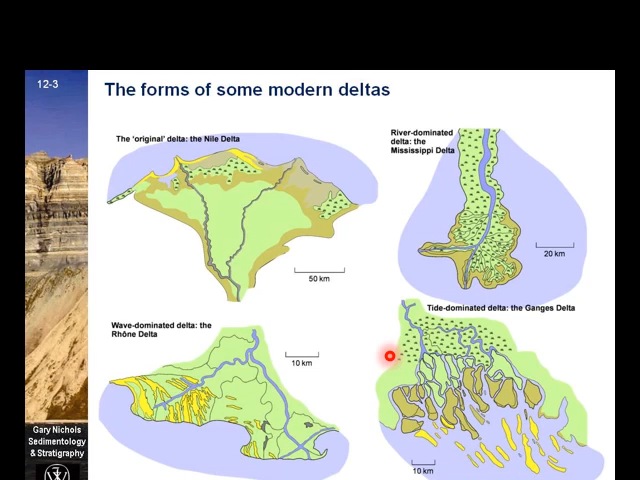 12-3
The forms of some modern deltas
The 'original' delta: the Nile Delta
50 km
River-dominated
delta: the
Mississippi Delta
20 km
Wave-dominated delta: the
Rhône Delta
10 km
Tide-dominated delta: the Ganges Delta
10 km
Gary Nichols
Sedimentology
& Stratigraphy